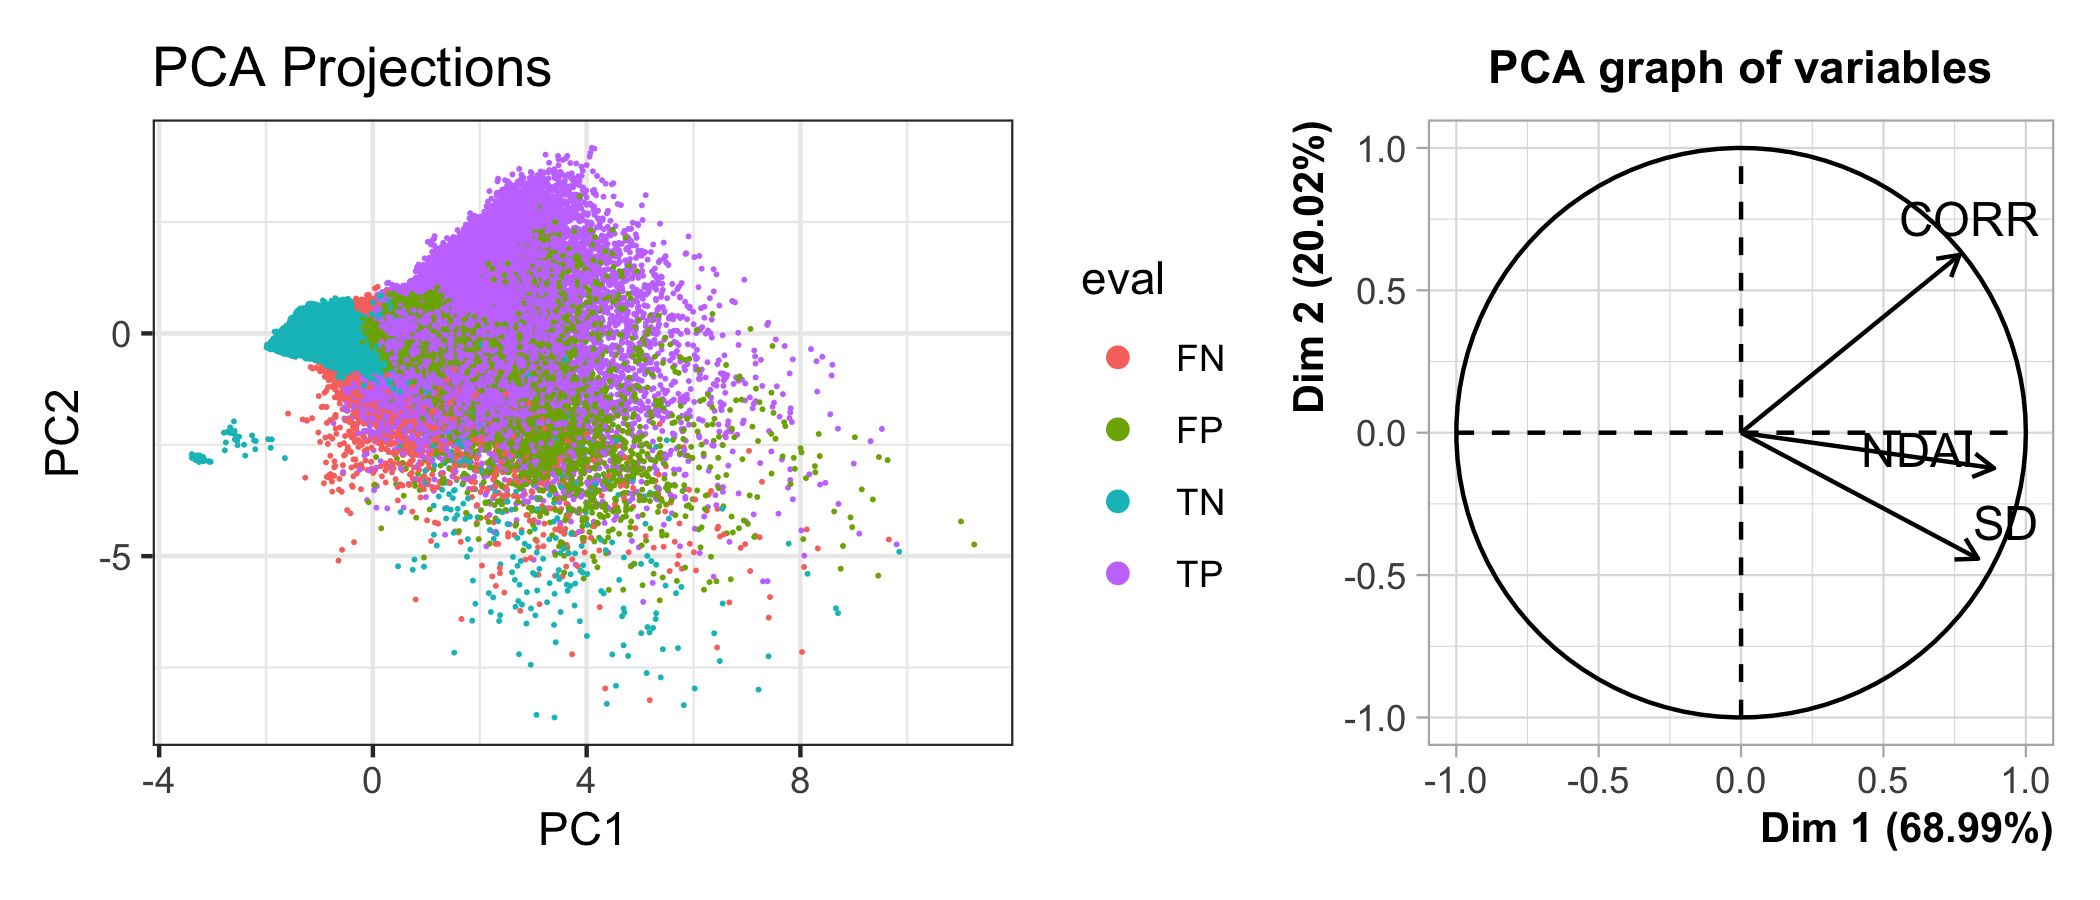 PCA Projections
0
-5
-4
0
4
8
PC1
PC2
eval
FN
FP
TN
TP
PCA graph of variables
1.0
0.5
0.0
-0.5
-1.0
-1.0
-0.5
0.0
0.5
1.0
Dim 1 (68.99%)
Dim 2 (20.02%)
CORR
NDAI
SD